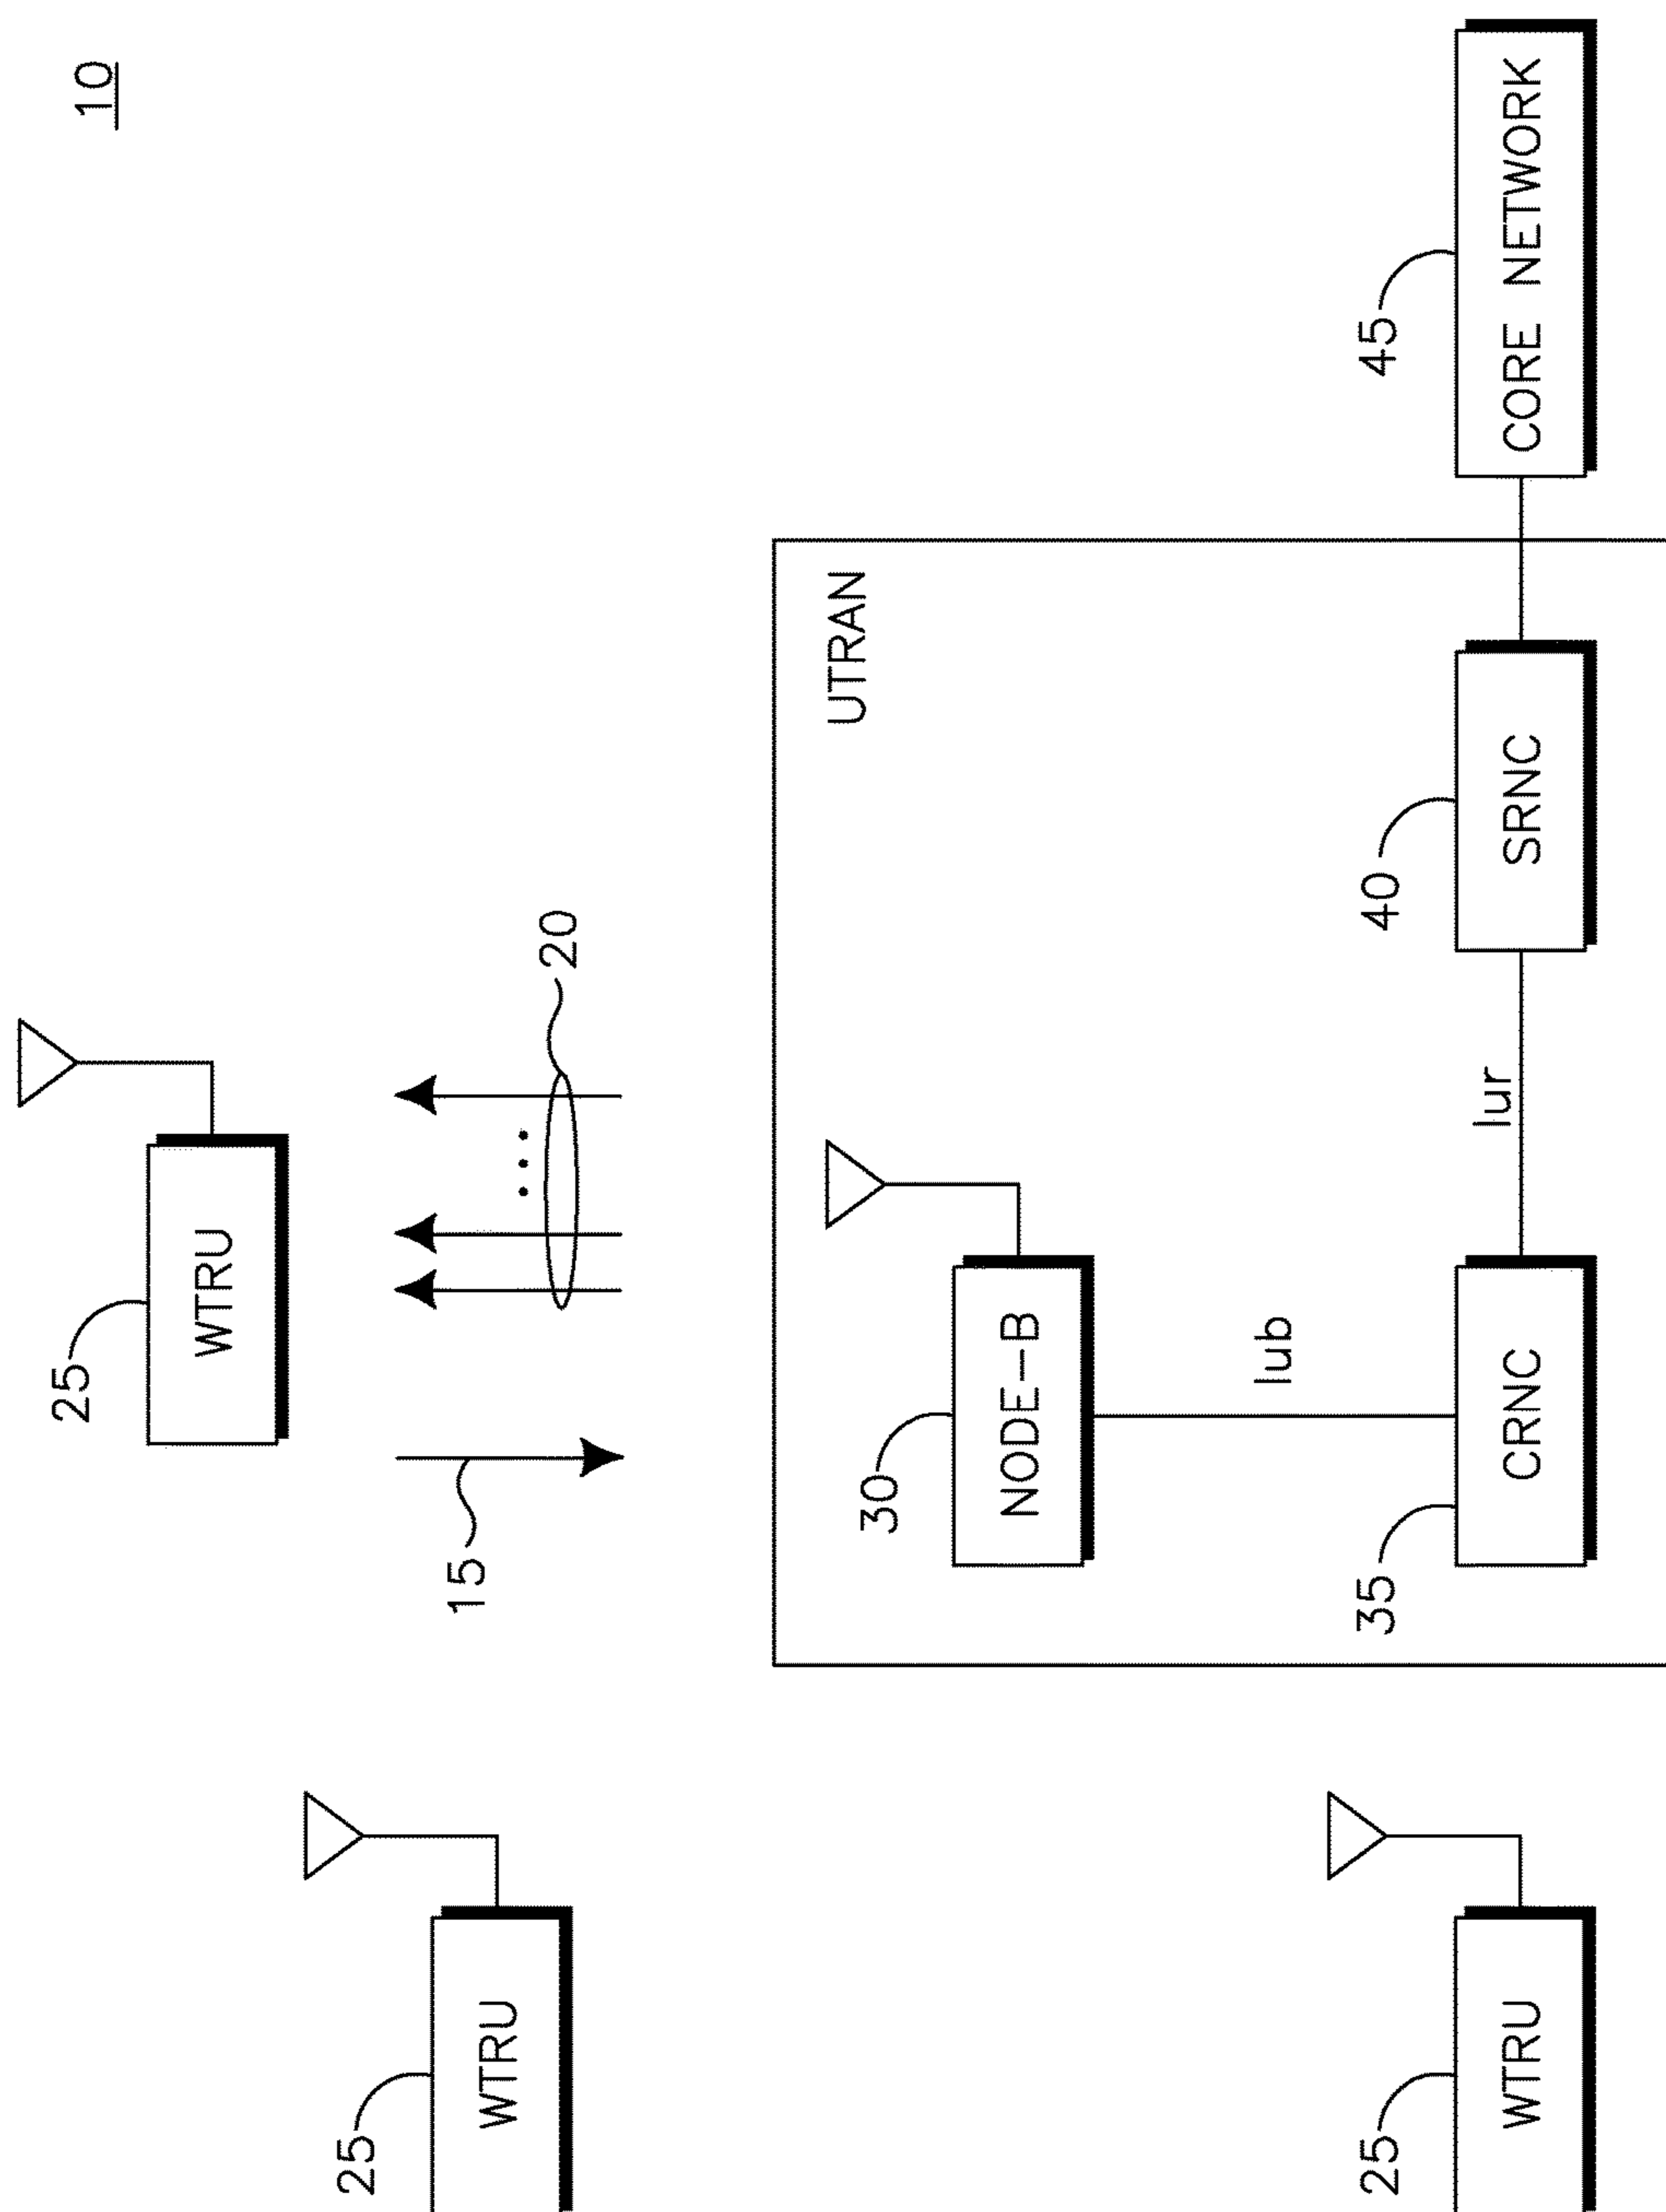 10
25
WTRU
15
20
25
WTRU
UTRAN
30
NODE-B
Iub
35
CRNC
Iur
40
SRNC
45
CORE NETWORK
25
WTRU